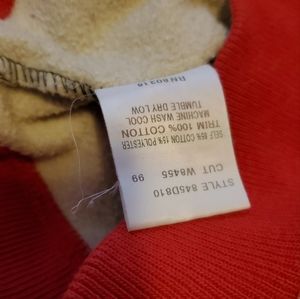 STYLE 845D810
CUT W8455 99
SELF 85% COTTON 15% POLYESTER
TRIM 100% COTTON
MACHINE WASH COOL
TUMBLE DRY LOW